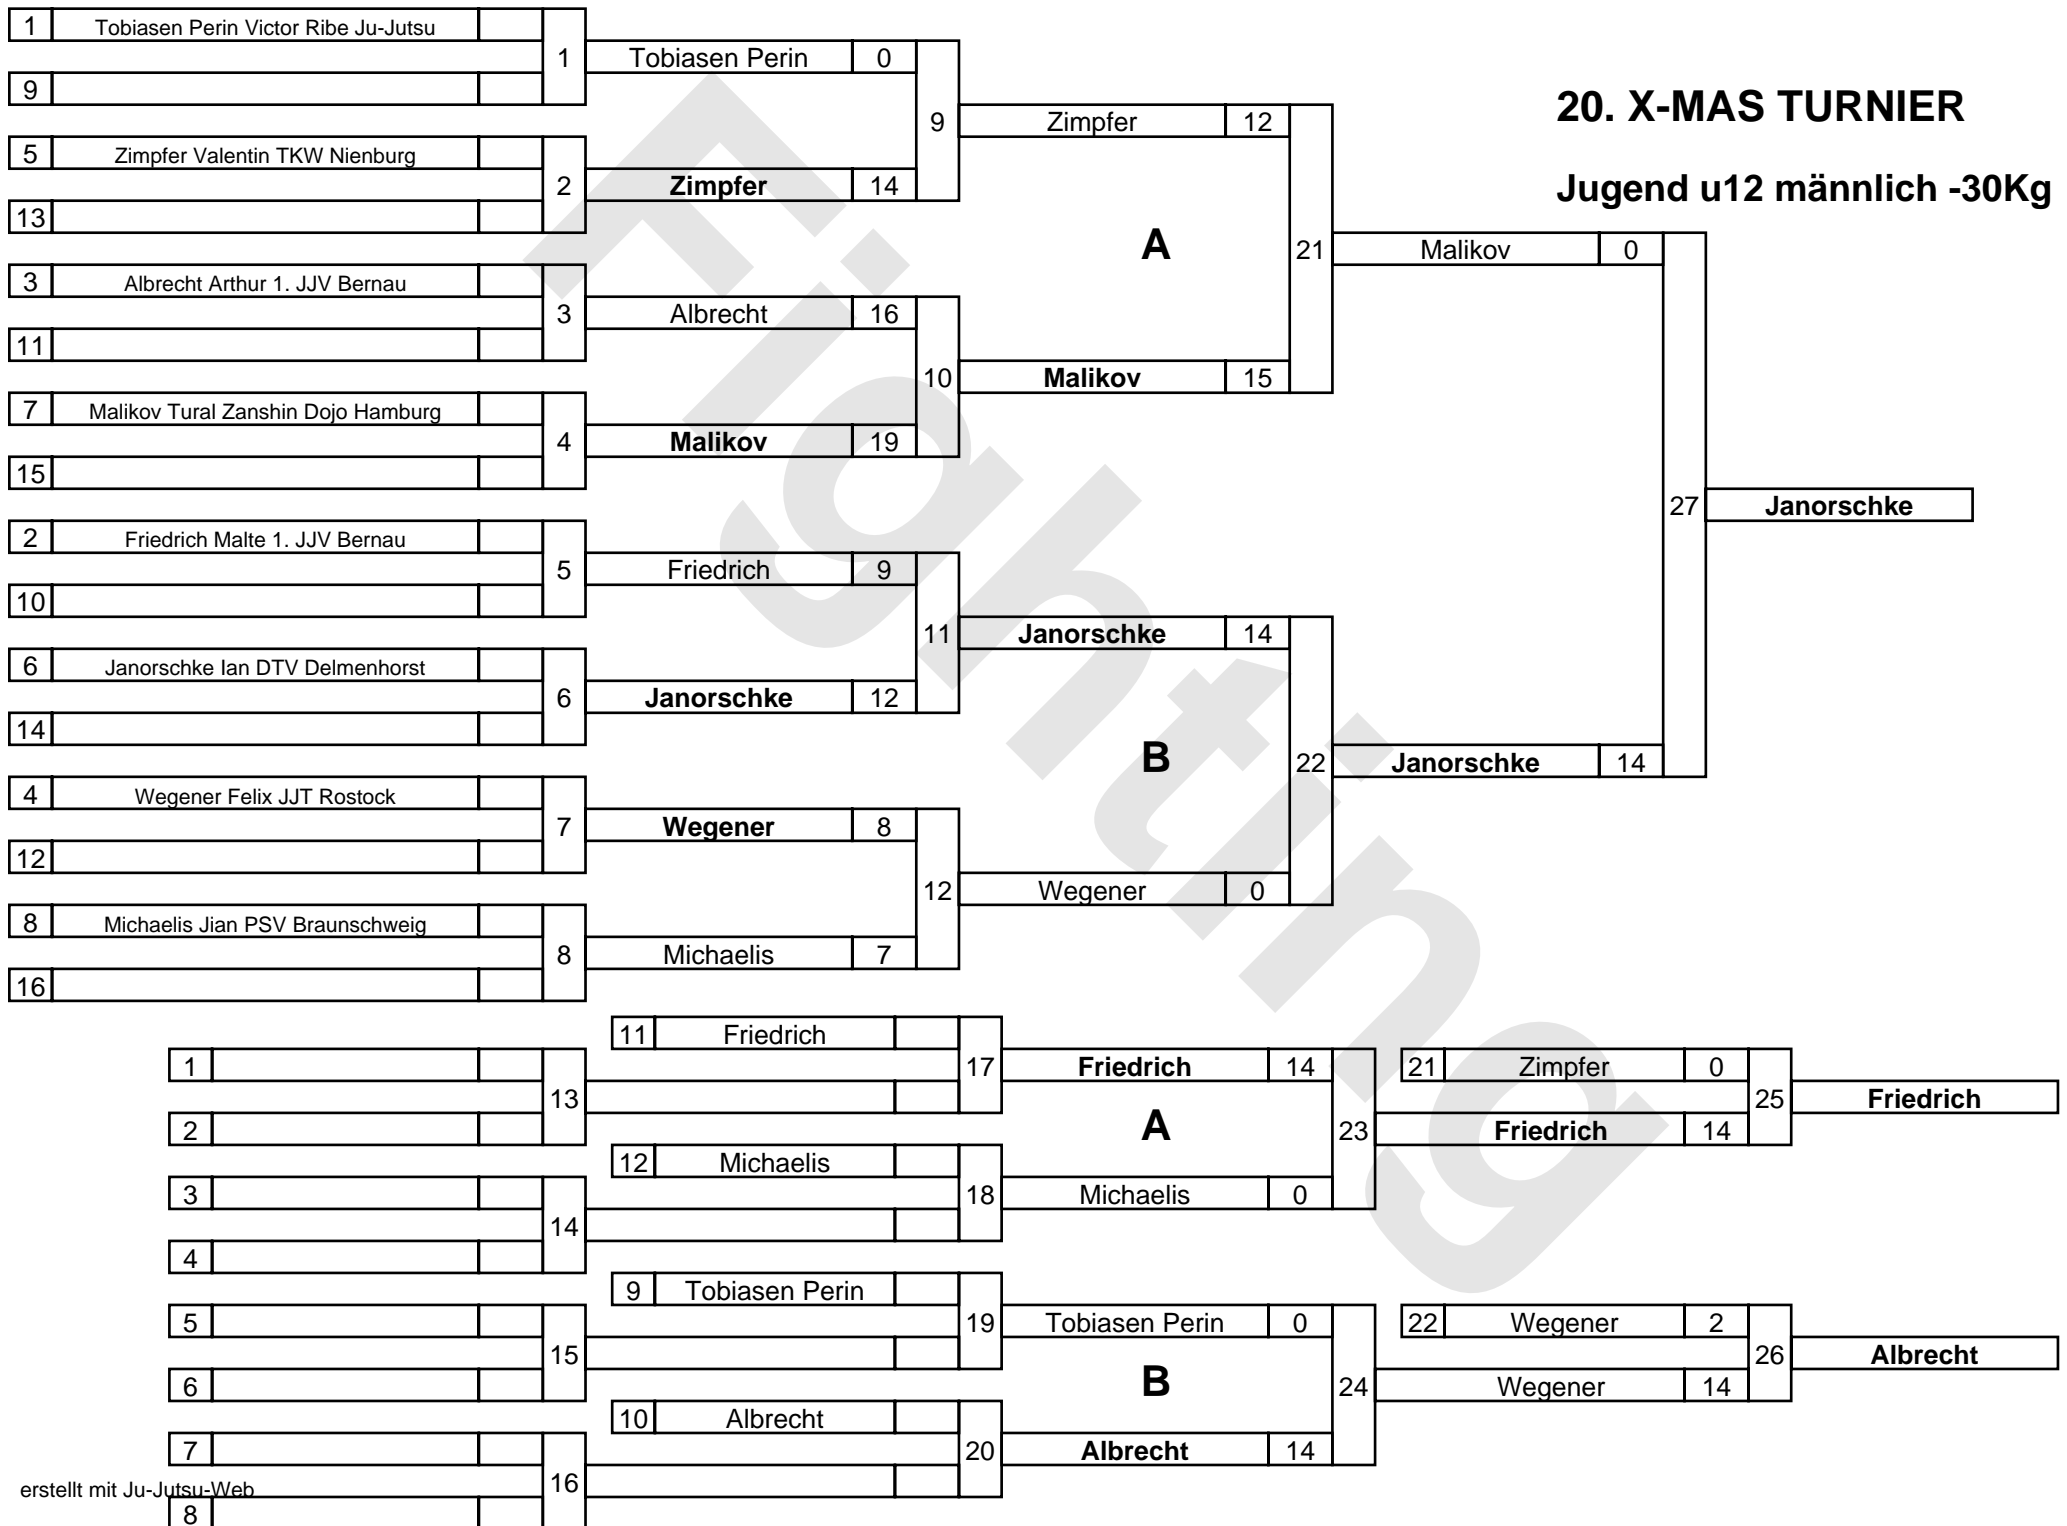 20. X-MAS TURNIER
Jugend u12 männlich -30Kg
1 Tobiasen Perin Victor Ribe Ju-Jutsu
9
1
5 Zimpfer Valentin TKW Nienburg
13
2
3 Albrecht Arthur 1. JJV Bernau
11
3
7 Malikov Tural Zanshin Dojo Hamburg
15
4
2 Friedrich Malte 1. JJV Bernau
10
5
6 Janorschke Ian DTV Delmenhorst
14
6
4 Wegener Felix JJT Rostock
12
7
8 Michaelis Jian PSV Braunschweig
16
8
Tobiasen Perin 0
Zimpfer 14
9
Albrecht 16
Malikov 19
10
Friedrich 9
Janorschke 12
11
Wegener 8
Michaelis 7
12
Zimpfer 12
A
Malikov 15
21
Janorschke 14
B
Wegener 0
22
Malikov 0
Janorschke 14
27
Janorschke
1
2
13
3
4
14
5
6
15
7
8
16
11 Friedrich
17
12 Michaelis
18
9 Tobiasen Perin
19
10 Albrecht
20
Friedrich 14
A
Michaelis 0
23
Tobiasen Perin 0
B
Albrecht 14
24
21 Zimpfer 0
Friedrich 14
25
Friedrich
22 Wegener 2
Wegener 14
26
Albrecht
erstellt mit Ju-Jutsu-Web
Fighting